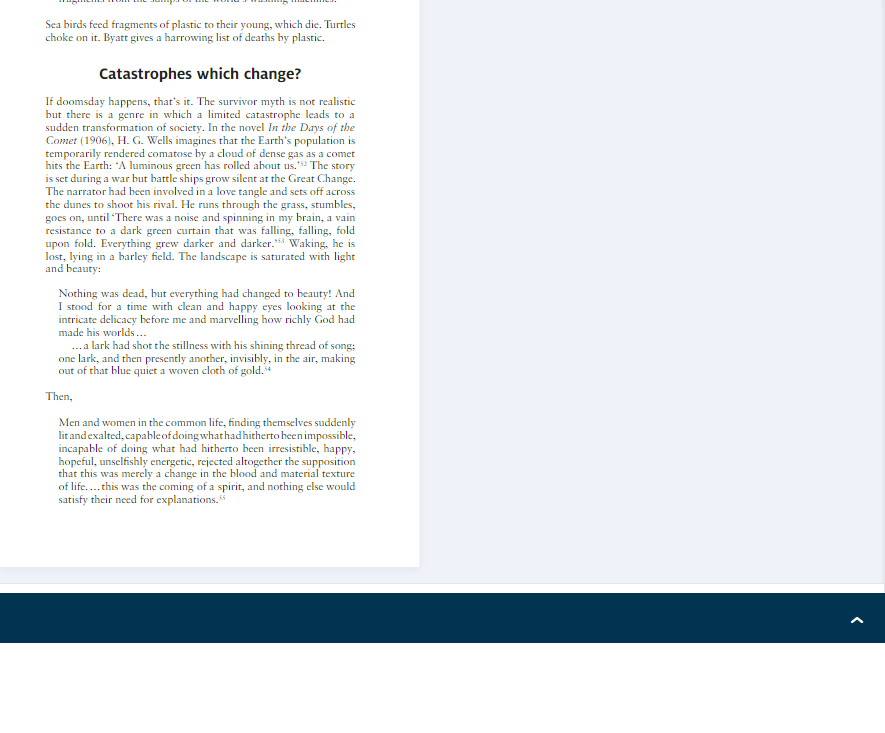 fragments from the sumps of the world's washing machines.
Sea birds feed fragments of plastic to their young, which die. Turtles
choke on it. Byatt gives a harrowing list of deaths by plastic.
Catastrophes which change?
If doomsday happens, that's it. The survivor myth is not realistic
but there is a genre in which a limited catastrophe leads to a
sudden transformation of society. In the novel In the Days of the
Comet (1906), H. G. Wells imagines that the Earth's population is
temporarily rendered comatose by a cloud of dense gas as a comet
hits the Earth: ‘A luminous green has rolled about us.’⁵² The story
is set during a war but battle ships grow silent at the Great Change.
The narrator had been involved in a love tangle and sets off across
the dunes to shoot his rival. He runs through the grass, stumbles,
goes on, until ‘There was a noise and spinning in my brain, a vain
resistance to a dark green curtain that was falling, falling, fold
upon fold. Everything grew darker and darker.’⁵³ Waking, he is
lost, lying in a barley field. The landscape is saturated with light
and beauty:
Nothing was dead, but everything had changed to beauty! And
I stood for a time with clean and happy eyes looking at the
intricate delicacy before me and marvelling how richly God had
made his worlds…
…a lark had shot the stillness with his shining thread of song;
one lark, and then presently another, invisibly, in the air, making
out of that blue quiet a woven cloth of gold.⁵⁴
Then,
Men and women in the common life, finding themselves suddenly
lit and exalted, capable of doing what had hitherto been impossible,
incapable of doing what had hitherto been irresistible, happy,
hopeful, unselfishly energetic, rejected altogether the supposition
that this was merely a change in the blood and material texture
of life….this was the coming of a spirit, and nothing else would
satisfy their need for explanations.⁵⁵